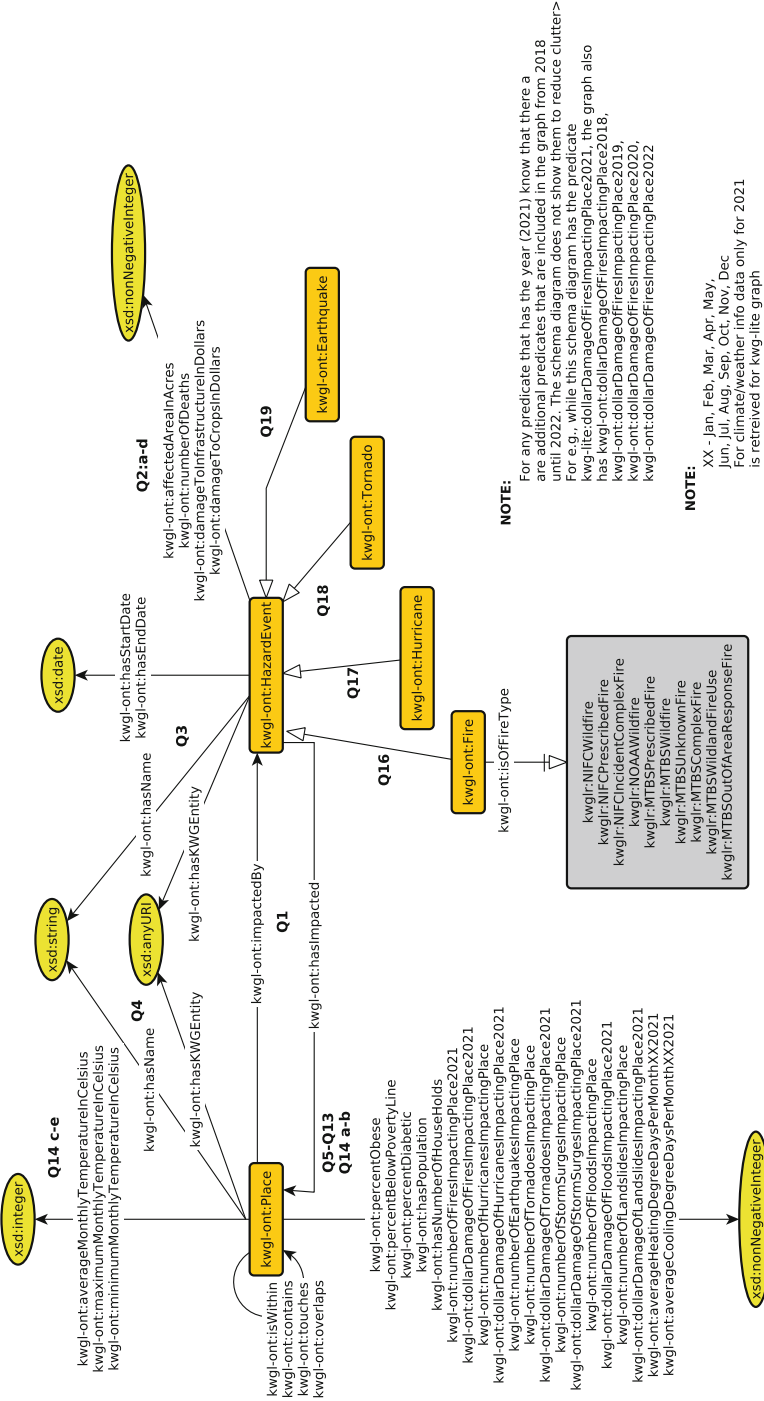 xsd:integer
Q14 c-e
kwgl-ont:averageMonthlyTemperatureInCelsius
kwgl-ont:maximumMonthlyTemperatureInCelsius
kwgl-ont:minimumMonthlyTemperatureInCelsius
xsd:string
xsd:date
xsd:nonNegativeInteger
kwgl-ont:hasName
Q4
xsd:anyURI
kwgl-ont:hasKWGEntity
kwgl-ont:hasName
Q3
kwgl-ont:hasKWGEntity
kwgl-ont:hasStartDate
kwgl-ont:hasEndDate
Q2:a-d
kwgl-ont:affectedAreaInAcres
kwgl-ont:numberOfDeaths
kwgl-ont:damageToInfrastructureInDollars
kwgl-ont:damageToCropsInDollars
kwgl-ont:Place
kwgl-ont:impactedBy
Q1
kwgl-ont:hasImpacted
kwgl-ont:HazardEvent
Q19
kwgl-ont:Earthquake
Q18
kwgl-ont:Tornado
Q17
kwgl-ont:Hurricane
Q16
kwgl-ont:Fire
kwgl-ont:isOfFireType
kwglr:NIFCWildfire
kwglr:NIFCPrescribedFire
kwglr:NIFCIncidentComplexFire
kwglr:NOAAWildfire
kwglr:MTBSPrescribedFire
kwglr:MTBSWildfire
kwglr:MTBSUnknownFire
kwglr:MTBSComplexFire
kwglr:MTBSWildlandFireUse
kwglr:MTBSOutOfAreaResponseFire
kwgl-ont:isWithin
kwgl-ont:contains
kwgl-ont:touches
kwgl-ont:overlaps
Q5-Q13
Q14 a-b
kwgl-ont:percentObese
kwgl-ont:percentBelowPovertyLine
kwgl-ont:percentDiabetic
kwgl-ont:hasPopulation
kwgl-ont:hasNumberOfHouseHolds
kwgl-ont:numberOfFiresImpactingPlace2021
kwgl-ont:dollarDamageOfFiresImpactingPlace2021
kwgl-ont:numberOfHurricanesImpactingPlace
kwgl-ont:dollarDamageOfHurricanesImpactingPlace2021
kwgl-ont:numberOfEarthquakesImpactingPlace
kwgl-ont:numberOfTornadoesImpactingPlace
kwgl-ont:dollarDamageOfTornadoesImpactingPlace2021
kwgl-ont:numberOfStormSurgesImpactingPlace
kwgl-ont:dollarDamageOfStormSurgesImpactingPlace2021
kwgl-ont:numberOfFloodsImpactingPlace
kwgl-ont:dollarDamageOfFloodsImpactingPlace2021
kwgl-ont:numberOfLandslidesImpactingPlace
kwgl-ont:dollarDamageOfLandslidesImpactingPlace2021
kwgl-ont:averageHeatingDegreeDaysPerMonthXX2021
kwgl-ont:averageCoolingDegreeDaysPerMonthXX2021
xsd:nonNegativeInteger
NOTE:
For any predicate that has the year (2021) know that there a
are additional predicates that are included in the graph from 2018
until 2022. The schema diagram does not show them to reduce clutter>
For e.g., while this schema diagram has the predicate
kwg-lite:dollarDamageOfFiresImpactingPlace2021, the graph also
has kwgl-ont:dollarDamageOfFiresImpactingPlace2018,
kwgl-ont:dollarDamageOfFiresImpactingPlace2019,
kwgl-ont:dollarDamageOfFiresImpactingPlace2020,
kwgl-ont:dollarDamageOfFiresImpactingPlace2022
NOTE:
XX - Jan, Feb, Mar, Apr, May,
Jun, Jul, Aug, Sep, Oct, Nov, Dec
For climate/weather info data only for 2021
is retreived for kwg-lite graph